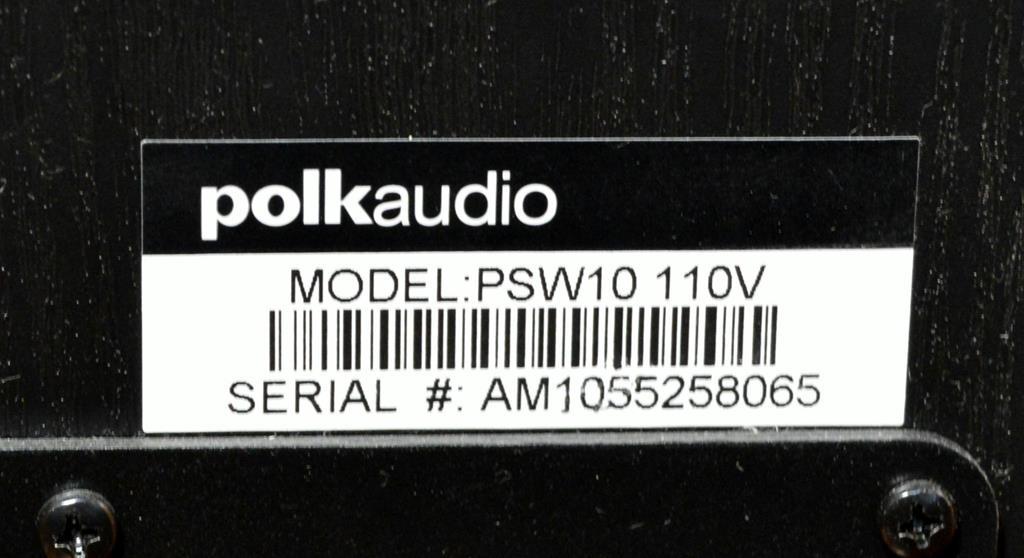 polkaudio
MODEL:PSW10 110V
SERIAL #: AM1055258065